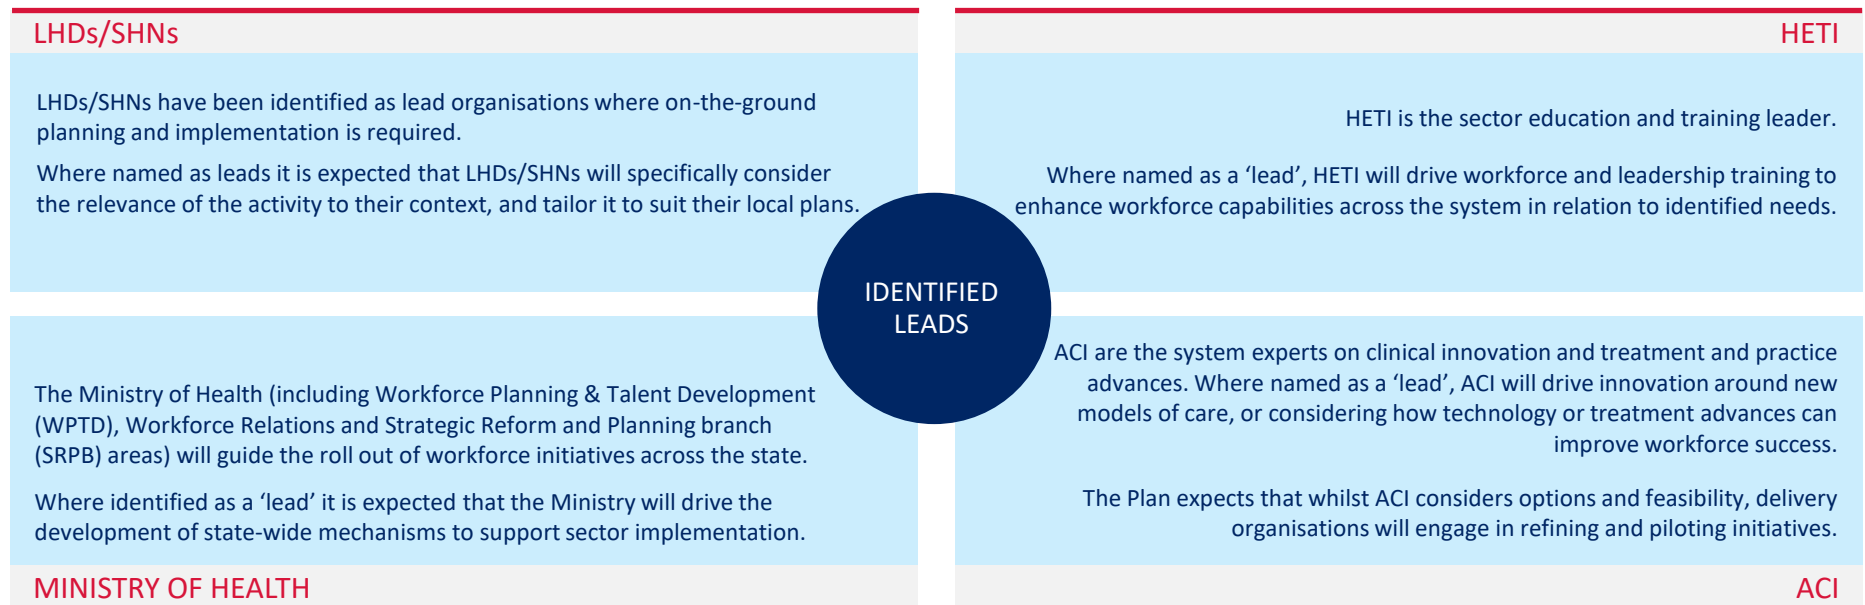 LHDs/SHNs
LHDs/SHNs have been identified as lead organisations where on-the-ground
planning and implementation is required.
Where named as leads it is expected that LHDs/SHNs will specifically consider
the relevance of the activity to their context, and tailor it to suit their local plans.
HETI
HETI is the sector education and training leader.
Where named as a ‘lead’, HETI will drive workforce and leadership training to
enhance workforce capabilities across the system in relation to identified needs.
IDENTIFIED
LEADS
The Ministry of Health (including Workforce Planning & Talent Development
(WPTD), Workforce Relations and Strategic Reform and Planning branch
(SRPB) areas) will guide the roll out of workforce initiatives across the state.
Where identified as a ‘lead’ it is expected that the Ministry will drive the
development of state-wide mechanisms to support sector implementation.
MINISTRY OF HEALTH
ACI are the system experts on clinical innovation and treatment and practice
advances. Where named as a ‘lead’, ACI will drive innovation around new
models of care, or considering how technology or treatment advances can
improve workforce success.
The Plan expects that whilst ACI considers options and feasibility, delivery
organisations will engage in refining and piloting initiatives.
ACI